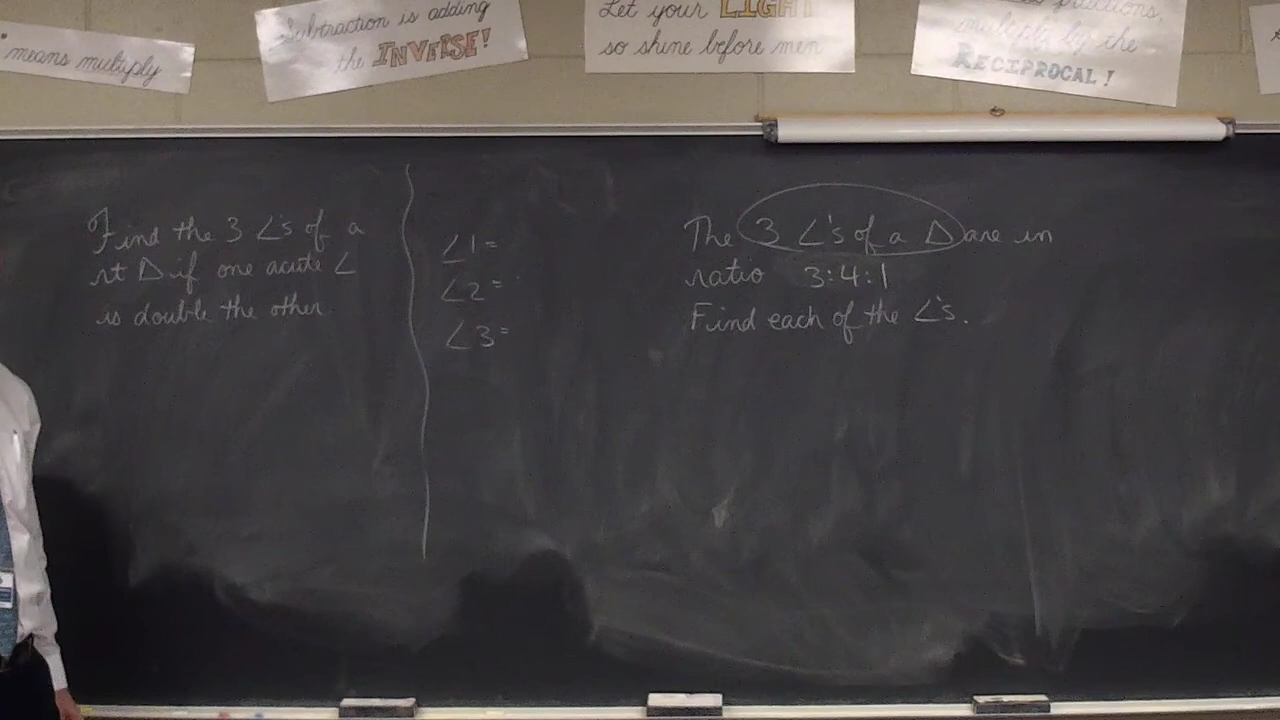 " means multiply
Subtraction is adding
the INVERSE!
Let your LIGHT
so shine before men
fractions,
multiply by the
RECIPROCAL!
Find the 3 ∠'s of a
rt △ if one acute ∠
is double the other.
∠1=
∠2=
∠3=
The 3 ∠'s of a △ are in
ratio 3:4:1
Find each of the ∠'s.